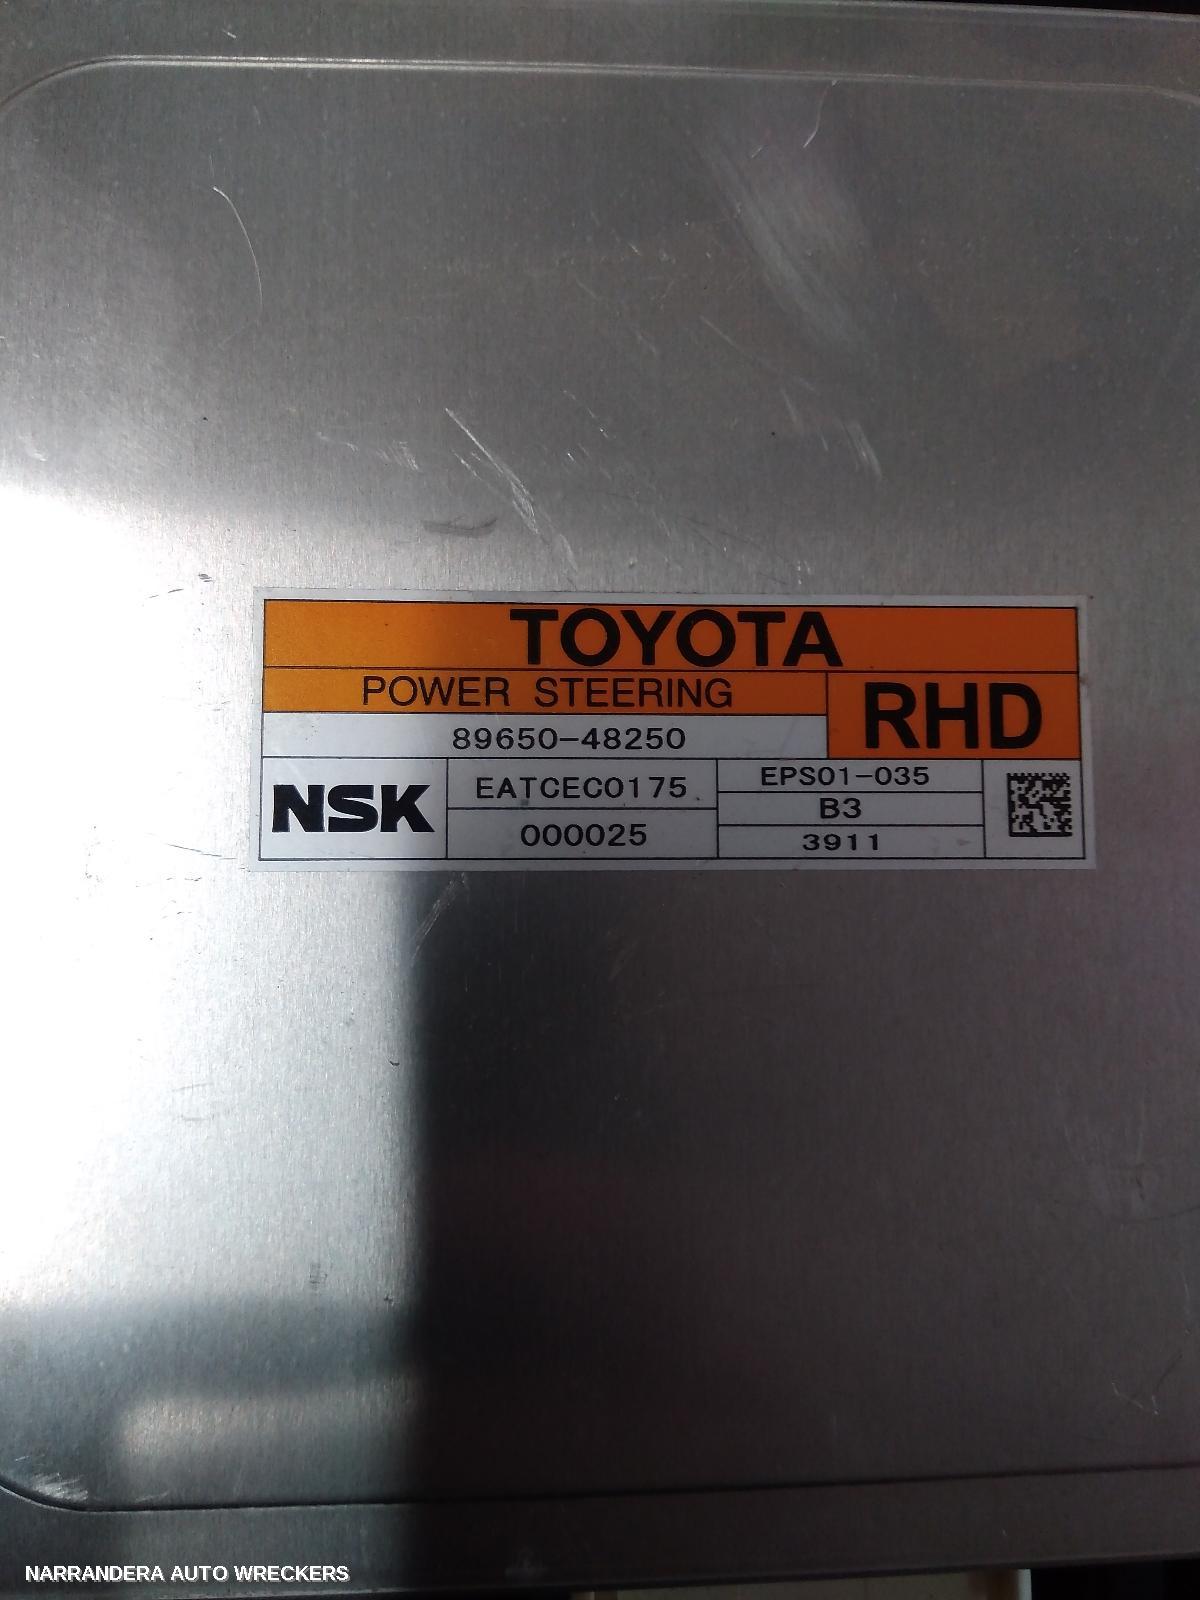 TOYOTA
POWER STEERING
RHD
89650-48250
NSK
EATCEC0175
000025
EPS01-035
B3
3911
NARRANDERA AUTO WRECKERS